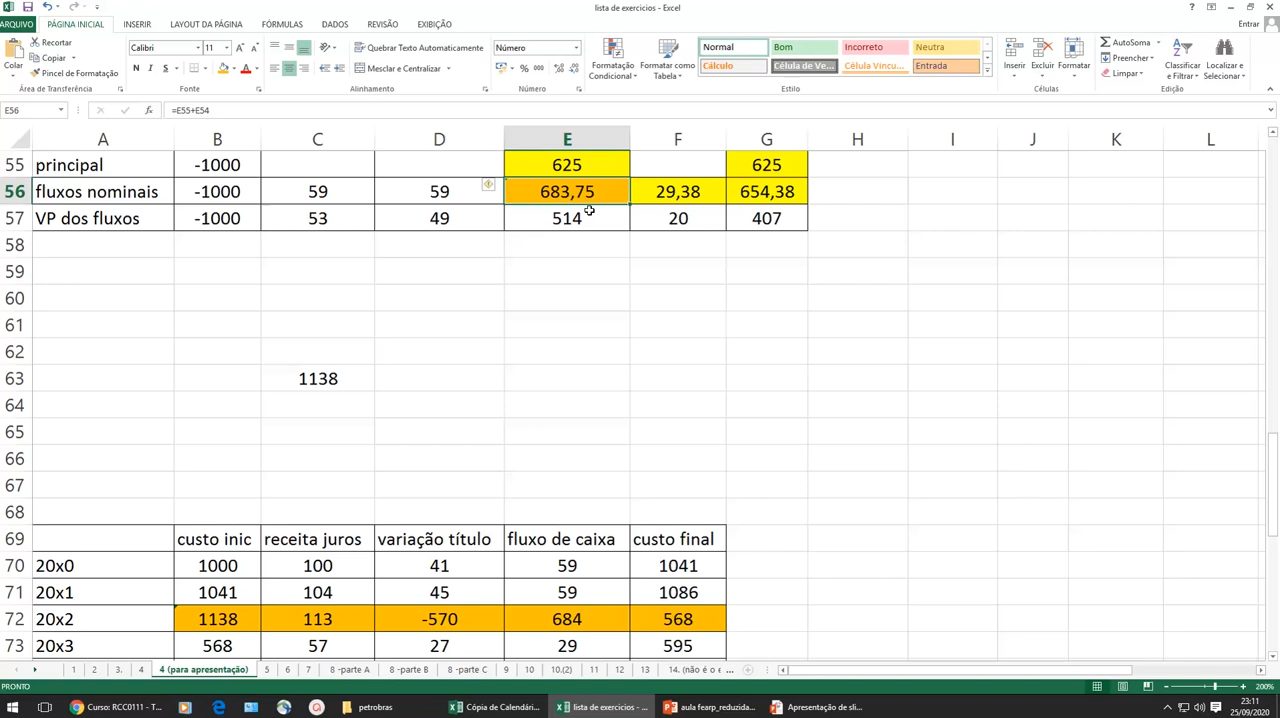 lista de exercicios - Excel
ARQUIVO PÁGINA INICIAL INSERIR LAYOUT DA PÁGINA FÓRMULAS DADOS REVISÃO EXIBIÇÃO Entrar
Colar
Recortar
Copiar
Pincel de Formatação
Área de Transferência
Calibri 11
N I S
Fonte
Quebrar Texto Automaticamente
Mesclar e Centralizar
Alinhamento
Número
% 000
Número
Formatação Condicional
Formatar como Tabela
Normal Bom Incorreto Neutra
Cálculo Célula de Ve... Célula Vincu... Entrada
Estilo
Inserir Excluir Formatar
Células
AutoSoma
Preencher
Limpar
Classificar e Filtrar
Localizar e Selecionar
Edição
E56 fx =E55+E54
A B C D E F G H I J K L
55 principal -1000 625 625
56 fluxos nominais -1000 59 59 683,75 29,38 654,38
57 VP dos fluxos -1000 53 49 514 20 407
58
59
60
61
62
63 1138
64
65
66
67
68
69 custo inic receita juros variação título fluxo de caixa custo final
70 20x0 1000 100 41 59 1041
71 20x1 1041 104 45 59 1086
72 20x2 1138 113 -570 684 568
73 20x3 568 57 27 29 595
1 2 3. 4 4 (para apresentação) 5 6 7 8 -parte A 8 -parte B 8 -parte C 9 10 10.(2) 11 12 13 14. (não é o e ...
PRONTO 200%
Curso: RCC0111 - Tó... petrobras Cópia de Calendári... lista de exercicios - ... aula fearp_reduzida... Apresentação de sli...
23:11
25/09/2020